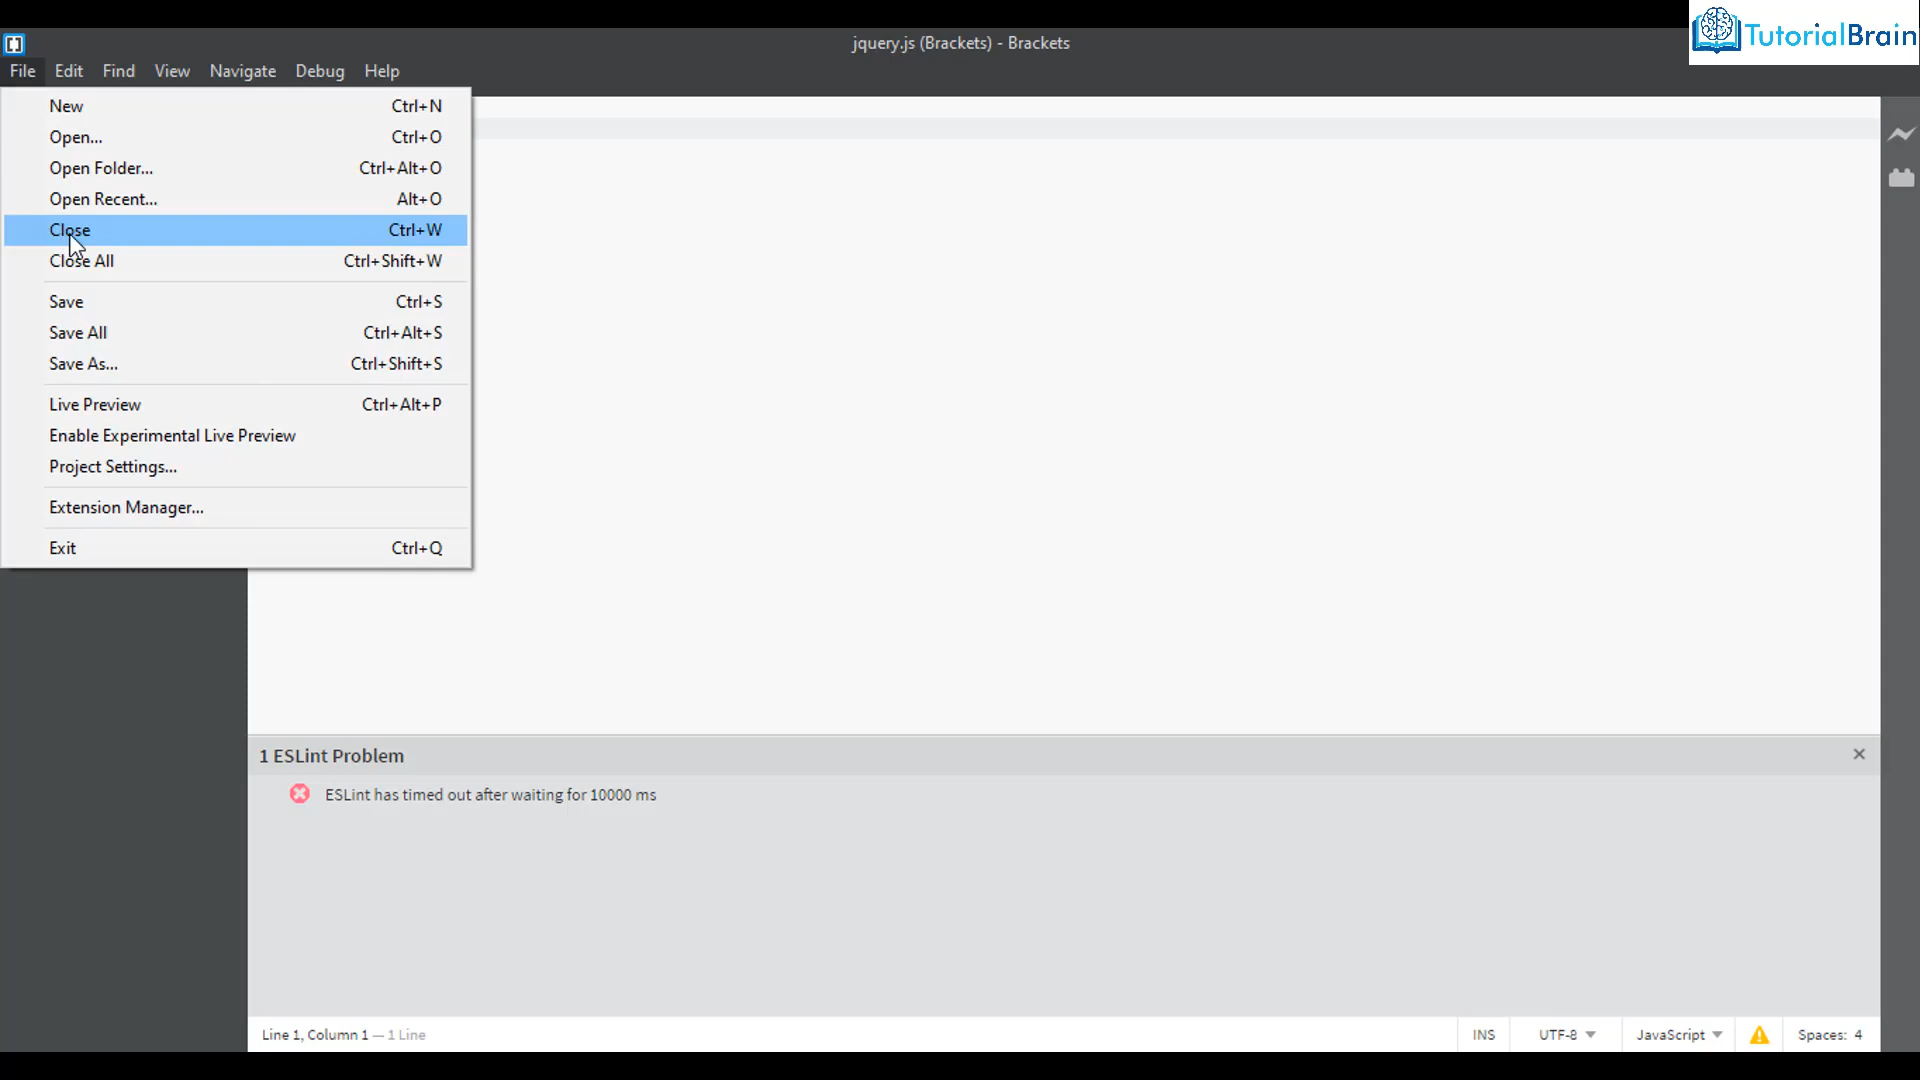 jquery.js (Brackets) - Brackets
TutorialBrain
File Edit Find View Navigate Debug Help
New Ctrl+N
Open... Ctrl+O
Open Folder... Ctrl+Alt+O
Open Recent... Alt+O
Close Ctrl+W
Close All Ctrl+Shift+W
Save Ctrl+S
Save All Ctrl+Alt+S
Save As... Ctrl+Shift+S
Live Preview Ctrl+Alt+P
Enable Experimental Live Preview
Project Settings...
Extension Manager...
Exit Ctrl+Q
1 ESLint Problem
ESLint has timed out after waiting for 10000 ms
Line 1, Column 1 — 1 Line INS UTF-8 JavaScript Spaces: 4